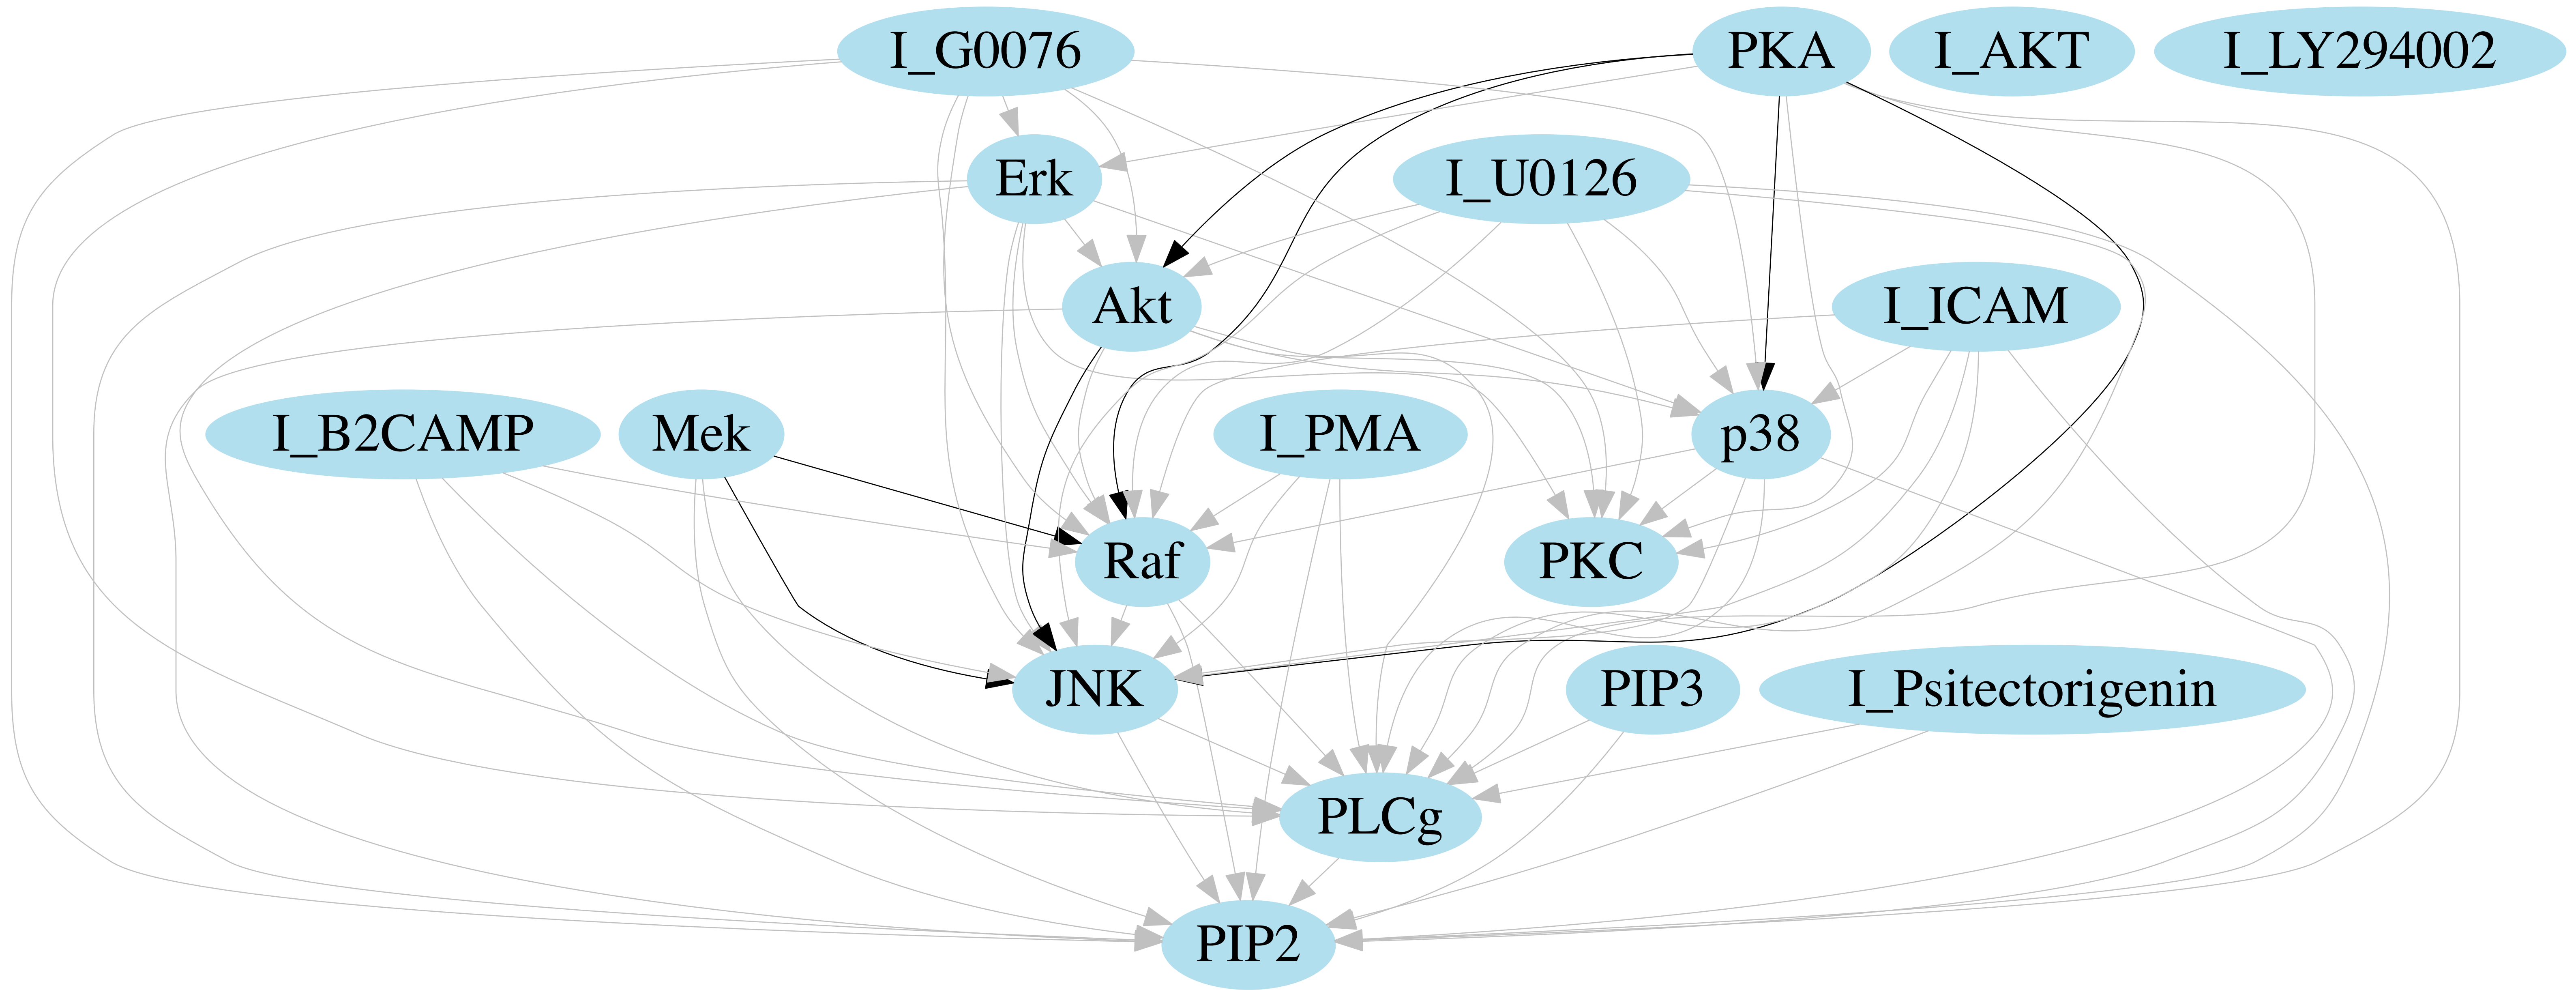 I_G0076
PKA
I_AKT
I_LY294002
Erk
I_U0126
Akt
I_ICAM
I_B2CAMP
Mek
I_PMA
p38
Raf
PKC
JNK
PIP3
I_Psitectorigenin
PLCg
PIP2